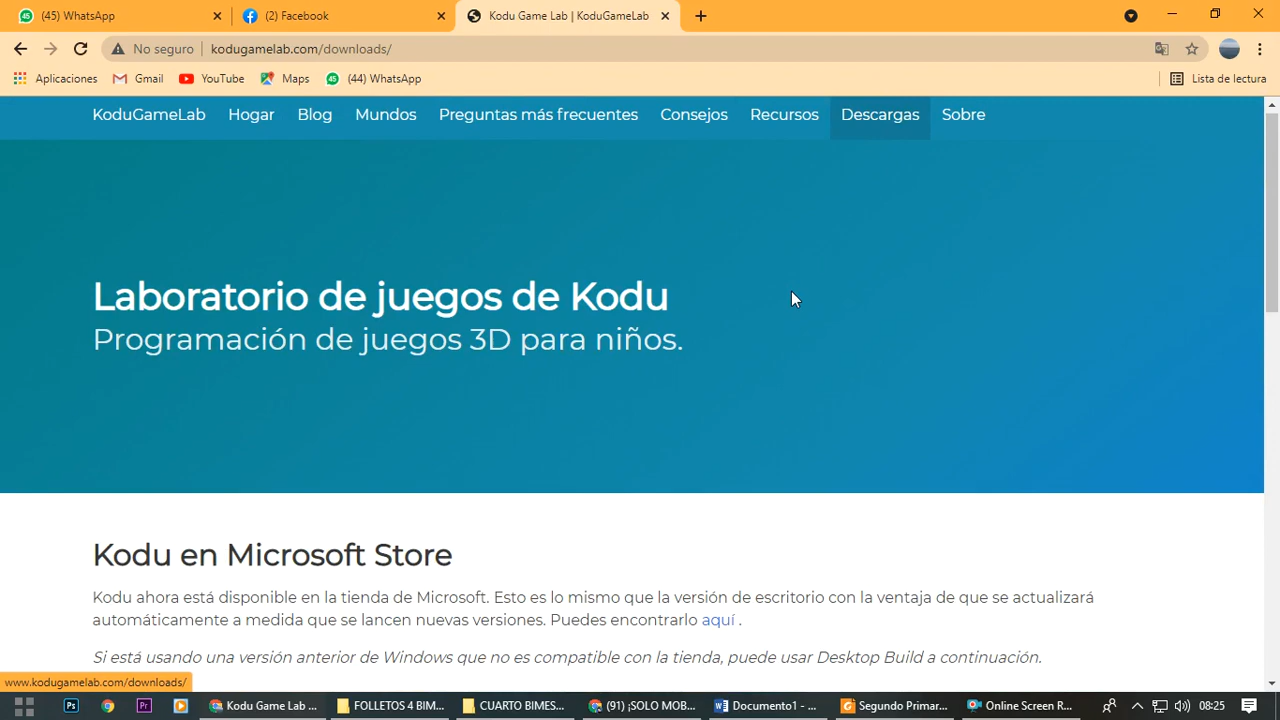 (45) WhatsApp
(2) Facebook
Kodu Game Lab | KoduGameLab
No seguro
kodugamelab.com/downloads/
Aplicaciones
Gmail
YouTube
Maps
45
(44) WhatsApp
Lista de lectura
KoduGameLab
Hogar
Blog
Mundos
Preguntas más frecuentes
Consejos
Recursos
Descargas
Sobre
Laboratorio de juegos de Kodu
Programación de juegos 3D para niños.
Kodu en Microsoft Store
Kodu ahora está disponible en la tienda de Microsoft. Esto es lo mismo que la versión de escritorio con la ventaja de que se actualizará
automáticamente a medida que se lancen nuevas versiones. Puedes encontrarlo aquí .
Si está usando una versión anterior de Windows que no es compatible con la tienda, puede usar Desktop Build a continuación.
www.kodugamelab.com/downloads/
Ps
Pr
Kodu Game Lab ...
FOLLETOS 4 BIM...
CUARTO BIMES...
(91) ¡SOLO MOB...
Documento1 - ...
Segundo Primar...
Online Screen R...
08:25